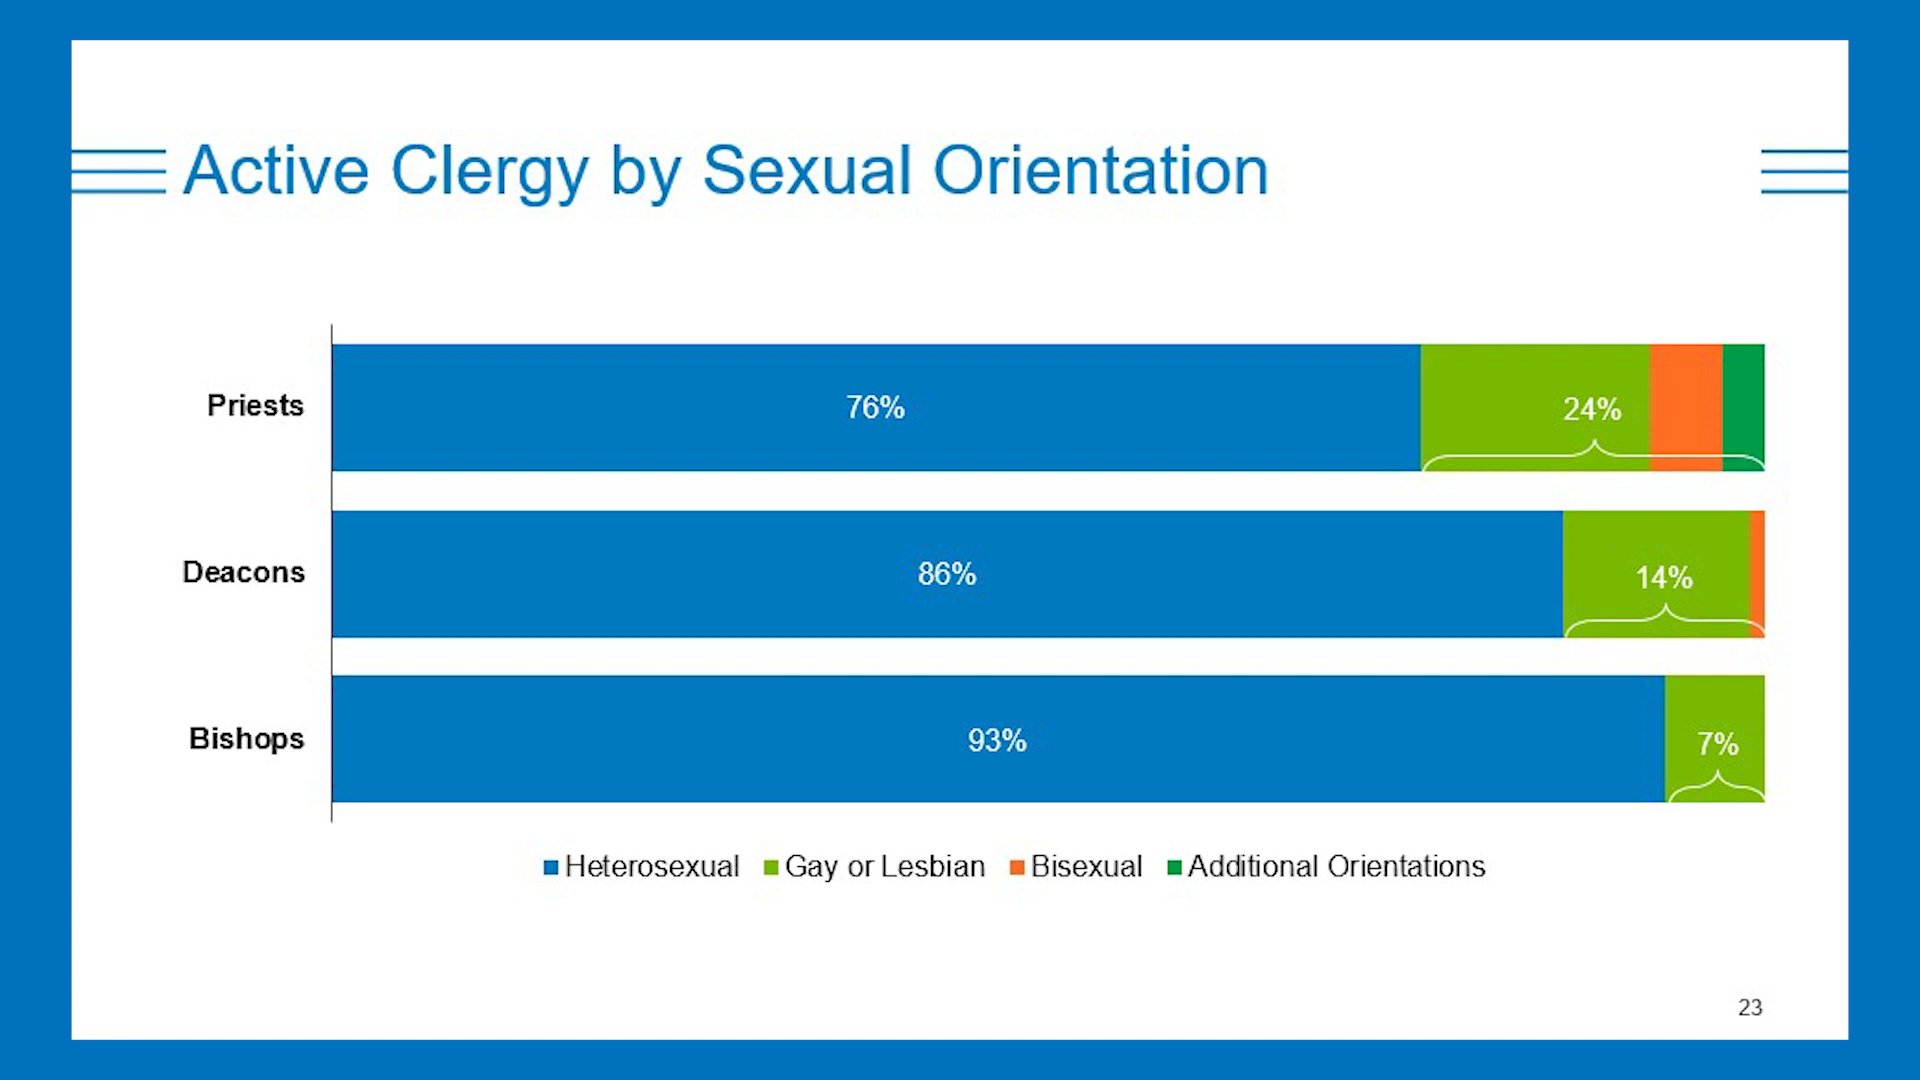 Active Clergy by Sexual Orientation
Priests 76% 24%
Deacons 86% 14%
Bishops 93% 7%
Heterosexual Gay or Lesbian Bisexual Additional Orientations
23